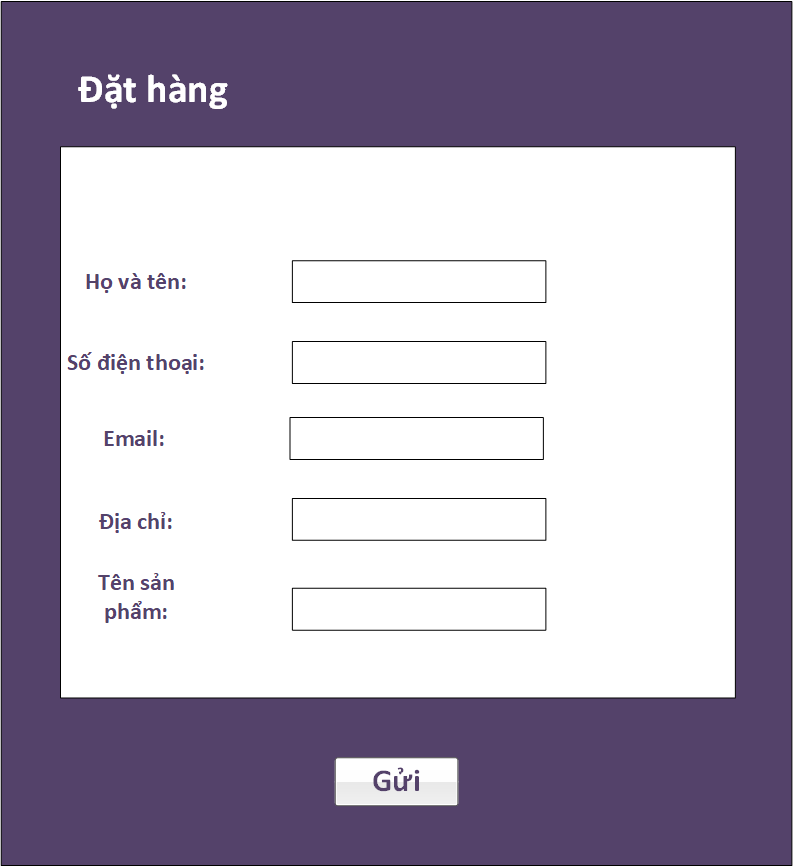 Đặt hàng
Họ và tên:
Số điện thoại:
Email:
Địa chỉ:
Tên sản
phẩm:
Gửi